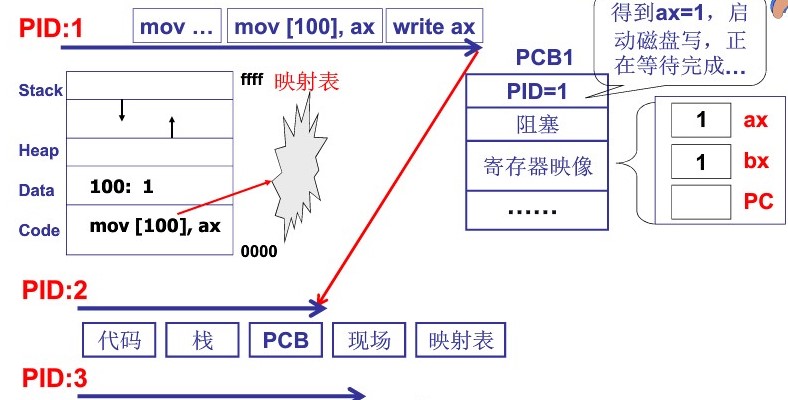 PID:1
mov ...
mov [100], ax
write ax
得到ax=1，启
动磁盘写，正
在等待完成...
PCB1
PID=1
阻塞
寄存器映像
......
1 ax
1 bx
PC
Stack
ffff
映射表
Heap
Data
100: 1
Code
mov [100], ax
0000
PID:2
代码
栈
PCB
现场
映射表
PID:3